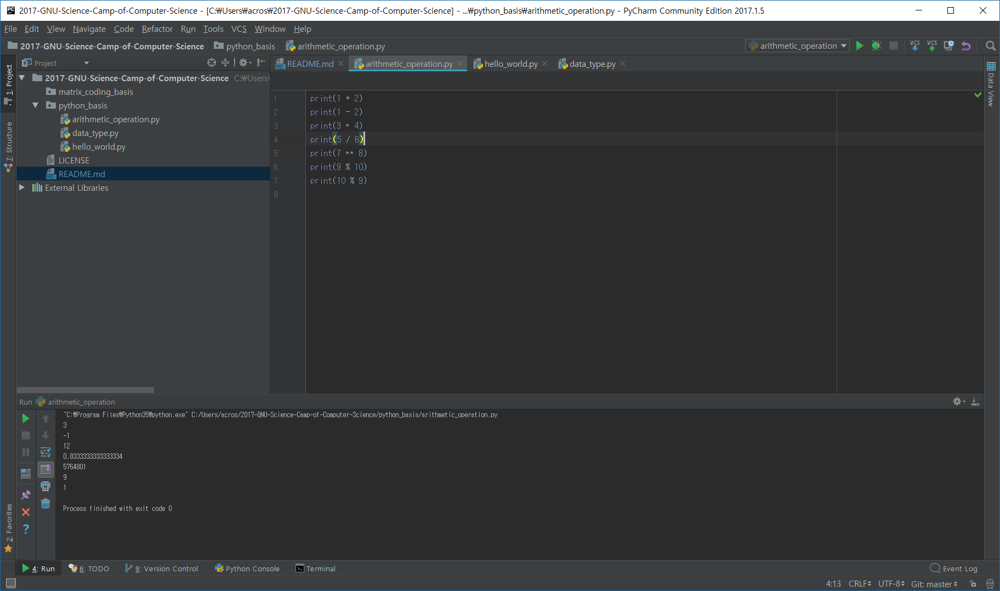 2017-GNU-Science-Camp-of-Computer-Science - [C:₩Users₩acros₩2017-GNU-Science-Camp-of-Computer-Science] - ...₩python_basis₩arithmetic_operation.py - PyCharm Community Edition 2017.1.5
File Edit View Navigate Code Refactor Run Tools VCS Window Help
2017-GNU-Science-Camp-of-Computer-Science python_basis arithmetic_operation.py
arithmetic_operation VCS VCS
Project
README.md arithmetic_operation.py hello_world.py data_type.py
1: Project
7: Structure
2: Favorites
Data View
2017-GNU-Science-Camp-of-Computer-Science C:₩Users₩
matrix_coding_basis
python_basis
arithmetic_operation.py
data_type.py
hello_world.py
LICENSE
README.md
External Libraries
1 print(1 + 2)
2 print(1 - 2)
3 print(3 * 4)
4 print(5 / 6)
5 print(7 ** 8)
6 print(9 % 10)
7 print(10 % 9)
8
Run arithmetic_operation
"C:₩Program Files₩Python35₩python.exe" C:/Users/acros/2017-GNU-Science-Camp-of-Computer-Science/python_basis/arithmetic_operation.py
3
-1
12
0.8333333333333334
5764801
9
1
Process finished with exit code 0
4: Run 6: TODO 9: Version Control Python Console Terminal Event Log
4:13 CRLF UTF-8 Git: master